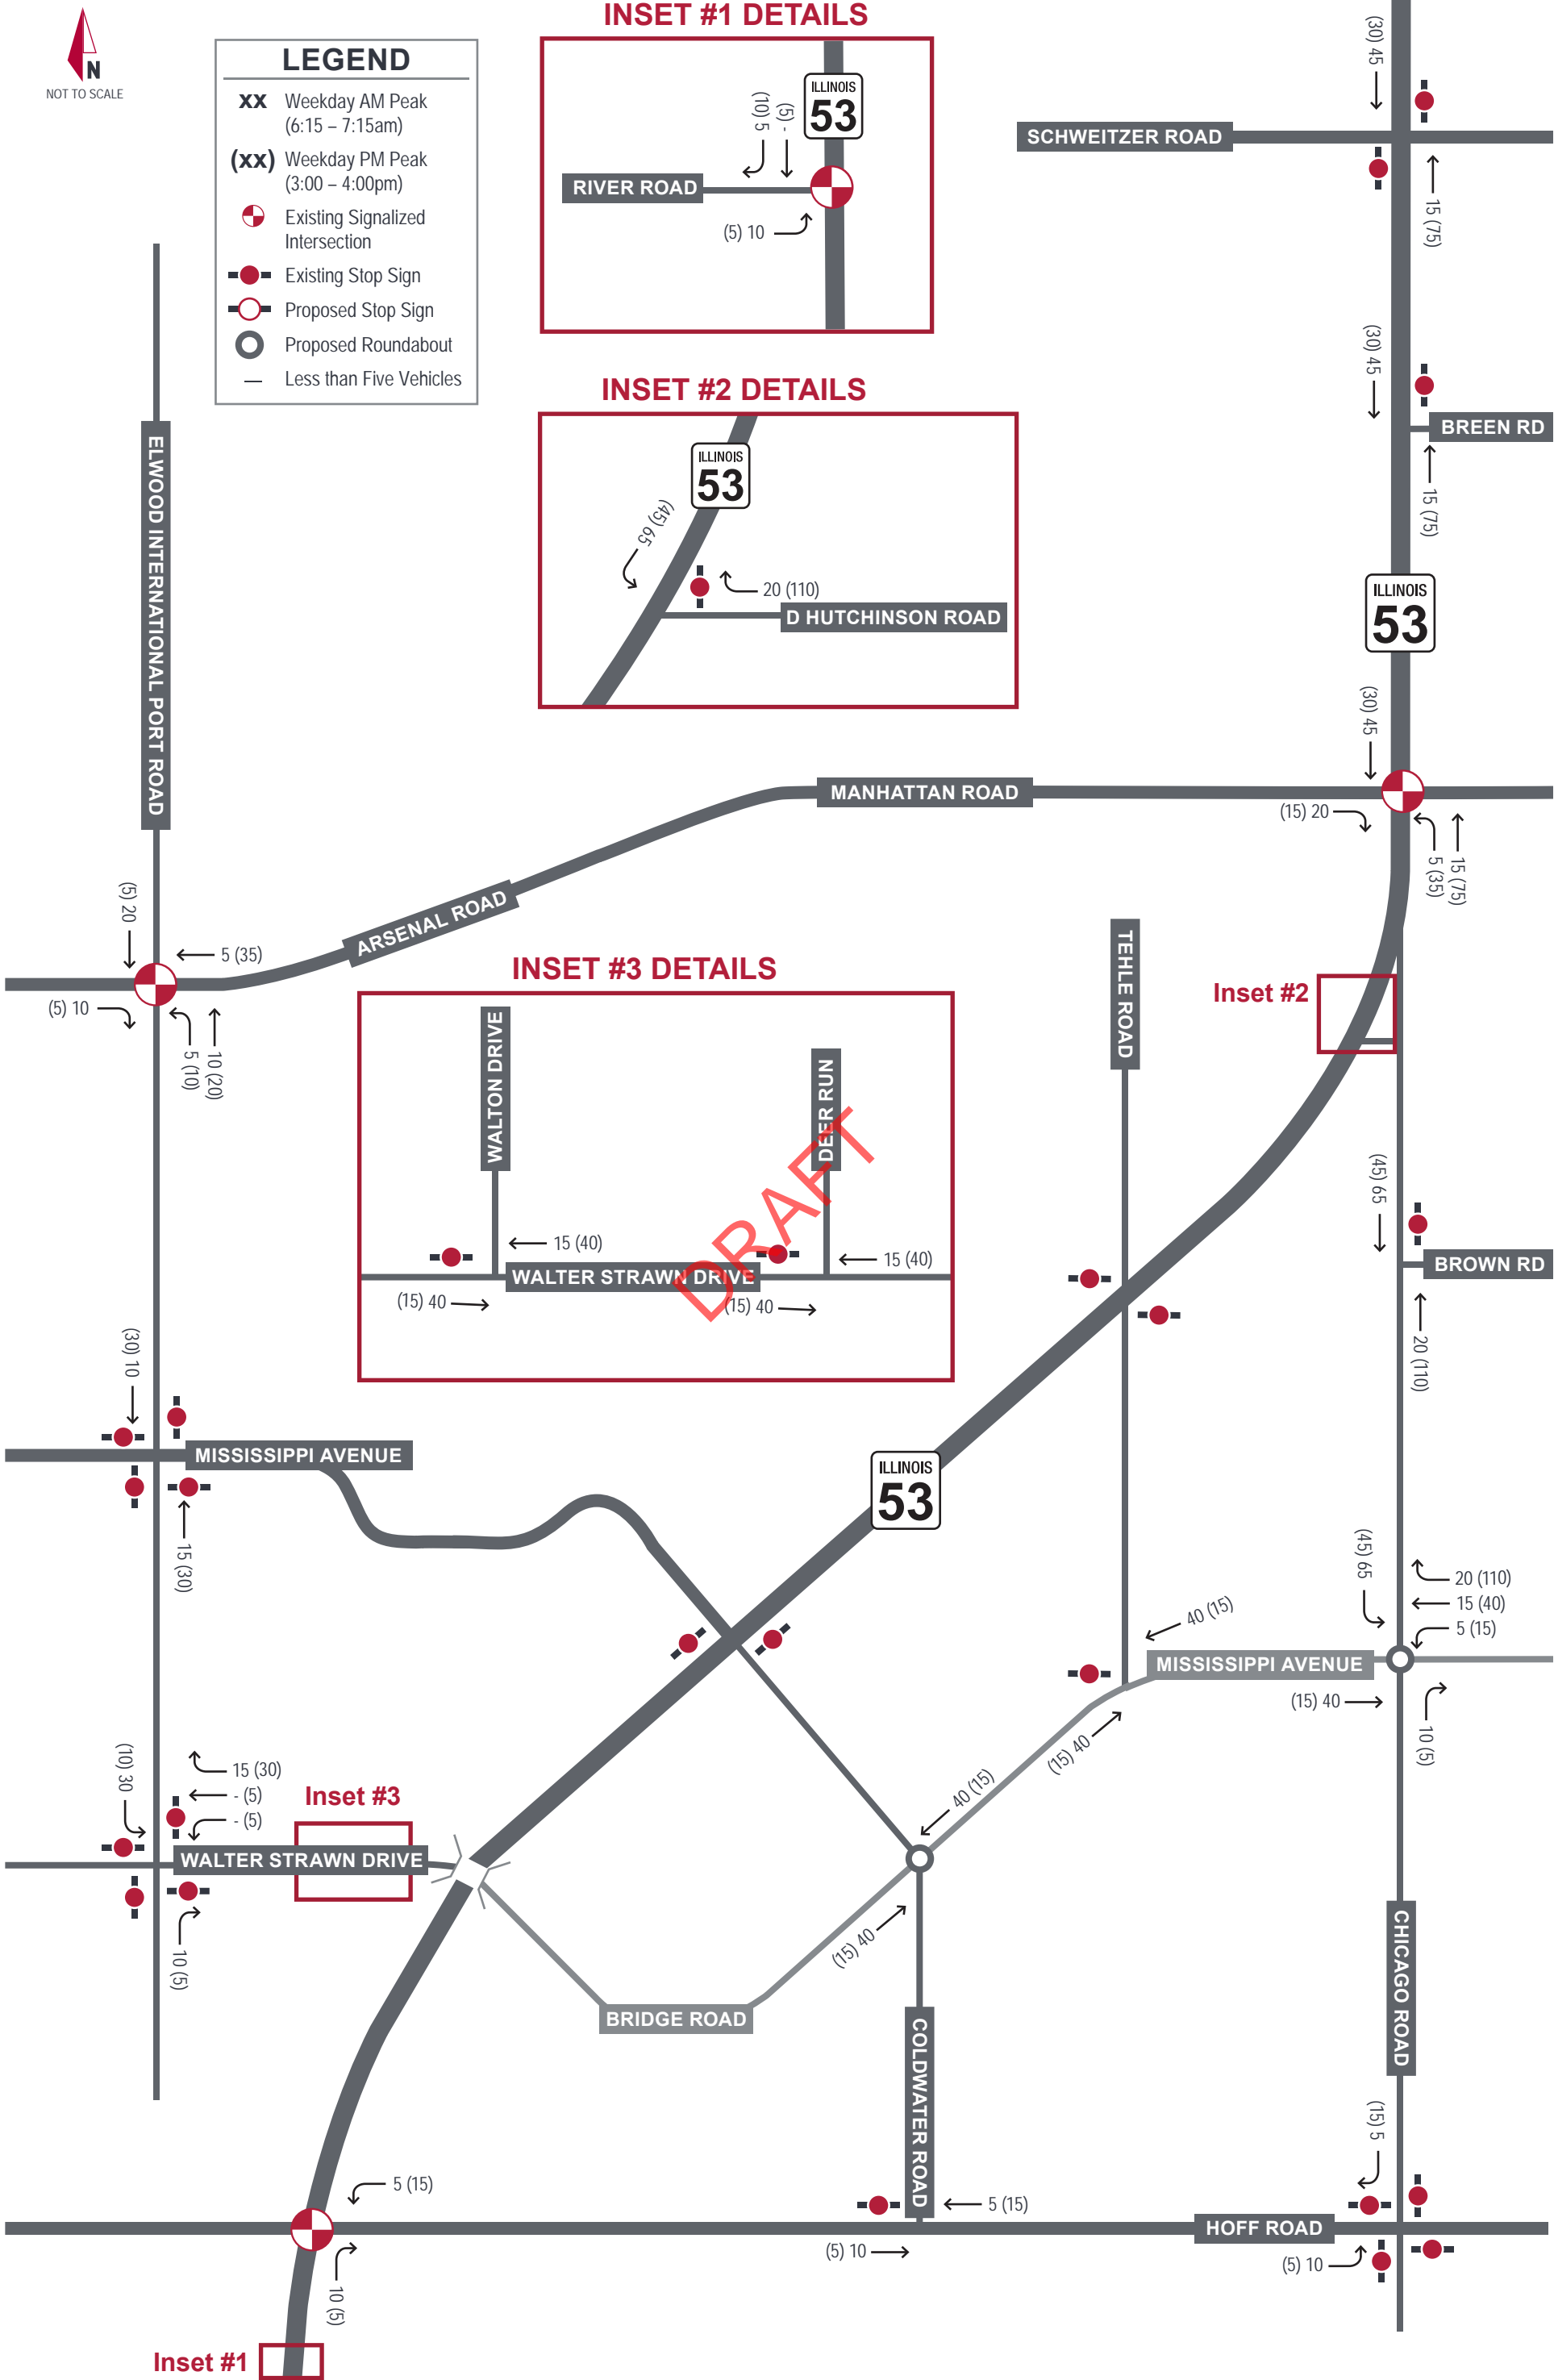 N
NOT TO SCALE
LEGEND
xx Weekday AM Peak
(6:15 – 7:15am)
(xx) Weekday PM Peak
(3:00 – 4:00pm)
Existing Signalized
Intersection
Existing Stop Sign
Proposed Stop Sign
Proposed Roundabout
— Less than Five Vehicles
INSET #1 DETAILS
ILLINOIS
53
(10) 5
(5) -
RIVER ROAD
(5) 10
INSET #2 DETAILS
ILLINOIS
53
(45) 65
20 (110)
D HUTCHINSON ROAD
(30) 45
SCHWEITZER ROAD
15 (75)
(30) 45
BREEN RD
15 (75)
ILLINOIS
53
(30) 45
MANHATTAN ROAD
(15) 20
5 (35)
15 (75)
ELWOOD INTERNATIONAL PORT ROAD
(5) 20
5 (35)
ARSENAL ROAD
(5) 10
5 (10)
10 (20)
INSET #3 DETAILS
WALTON DRIVE
DEER RUN
15 (40)
15 (40)
WALTER STRAWN DRIVE
(15) 40
(15) 40
DRAFT
TEHLE ROAD
Inset #2
(45) 65
BROWN RD
20 (110)
(30) 10
MISSISSIPPI AVENUE
15 (30)
ILLINOIS
53
(45) 65
20 (110)
15 (40)
5 (15)
40 (15)
MISSISSIPPI AVENUE
(15) 40
10 (5)
(15) 40
40 (15)
(10) 30
15 (30)
- (5)
- (5)
Inset #3
WALTER STRAWN DRIVE
10 (5)
(15) 40
BRIDGE ROAD
COLDWATER ROAD
CHICAGO ROAD
(15) 5
5 (15)
5 (15)
HOFF ROAD
(5) 10
(5) 10
10 (5)
Inset #1